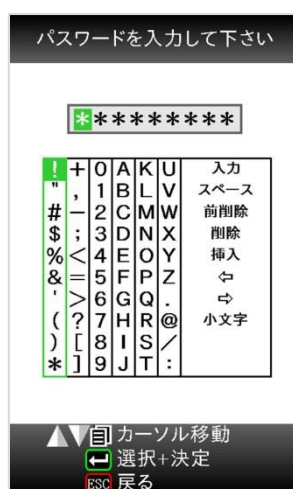 パスワードを入力して下さい
*********
! + 0 A K U 入力
" , 1 B L V スペース
# - 2 C M W 前削除
$ ; 3 D N X 削除
% < 4 E O Y 挿入
& = 5 F P Z ⇦
' > 6 G Q . ⇨
( ? 7 H R @ 小文字
) [ 8 I S /
* ] 9 J T :
カーソル移動
選択+決定
ESC 戻る